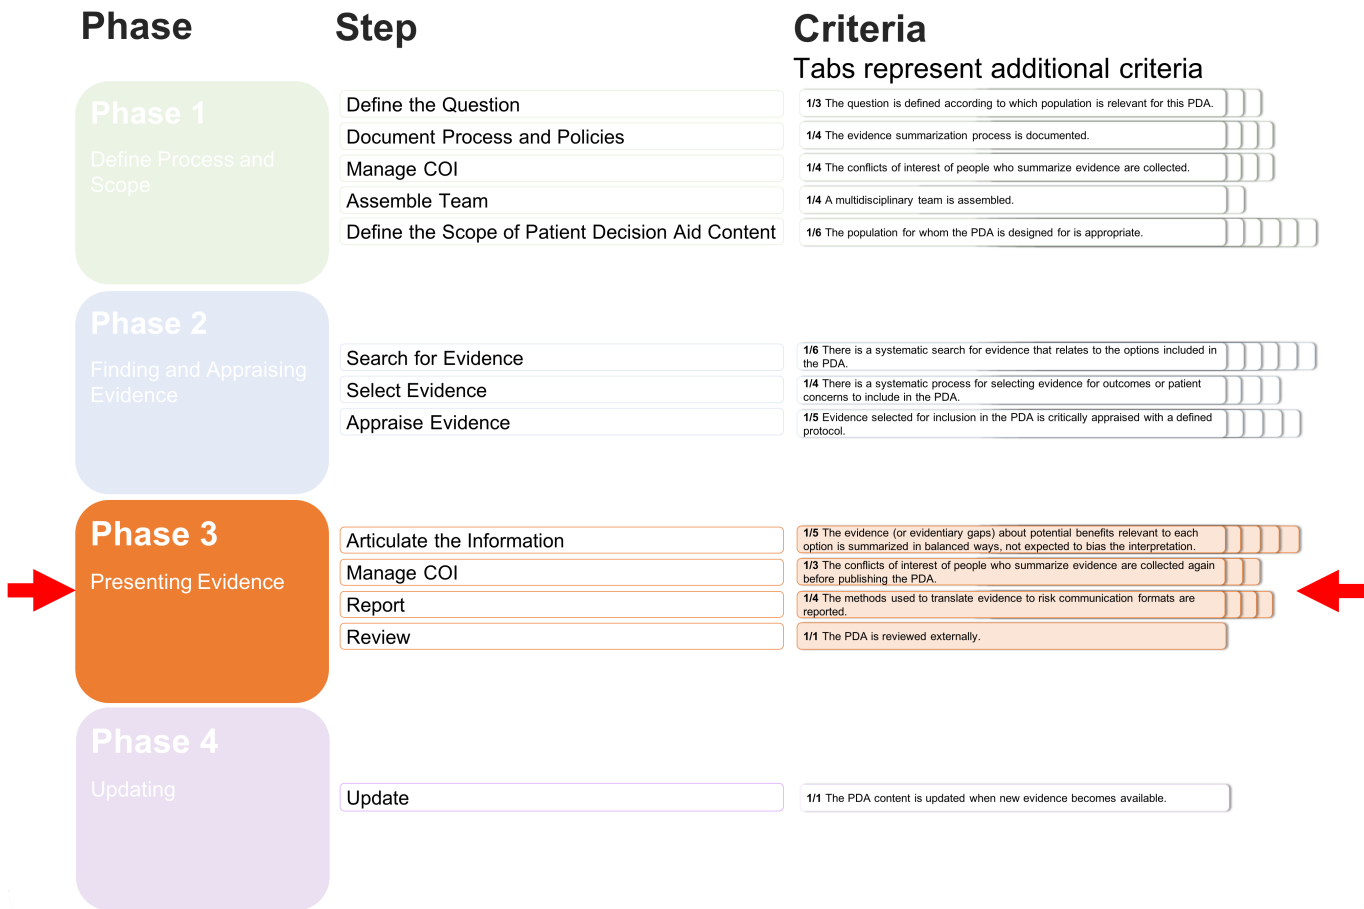 Phase
Step
Criteria
Tabs represent additional criteria
Phase 1
Define Process and
Scope
Define the Question
1/3 The question is defined according to which population is relevant for this PDA.
Document Process and Policies
1/4 The evidence summarization process is documented.
Manage COI
1/4 The conflicts of interest of people who summarize evidence are collected.
Assemble Team
1/4 A multidisciplinary team is assembled.
Define the Scope of Patient Decision Aid Content
1/6 The population for whom the PDA is designed for is appropriate.
Phase 2
Finding and Appraising
Evidence
Search for Evidence
1/6 There is a systematic search for evidence that relates to the options included in
the PDA.
Select Evidence
1/4 There is a systematic process for selecting evidence for outcomes or patient
concerns to include in the PDA.
Appraise Evidence
1/5 Evidence selected for inclusion in the PDA is critically appraised with a defined
protocol.
Phase 3
Presenting Evidence
Articulate the Information
1/5 The evidence (or evidentiary gaps) about potential benefits relevant to each
option is summarized in balanced ways, not expected to bias the interpretation.
Manage COI
1/3 The conflicts of interest of people who summarize evidence are collected again
before publishing the PDA.
Report
1/4 The methods used to translate evidence to risk communication formats are
reported.
Review
1/1 The PDA is reviewed externally.
Phase 4
Updating
Update
1/1 The PDA content is updated when new evidence becomes available.